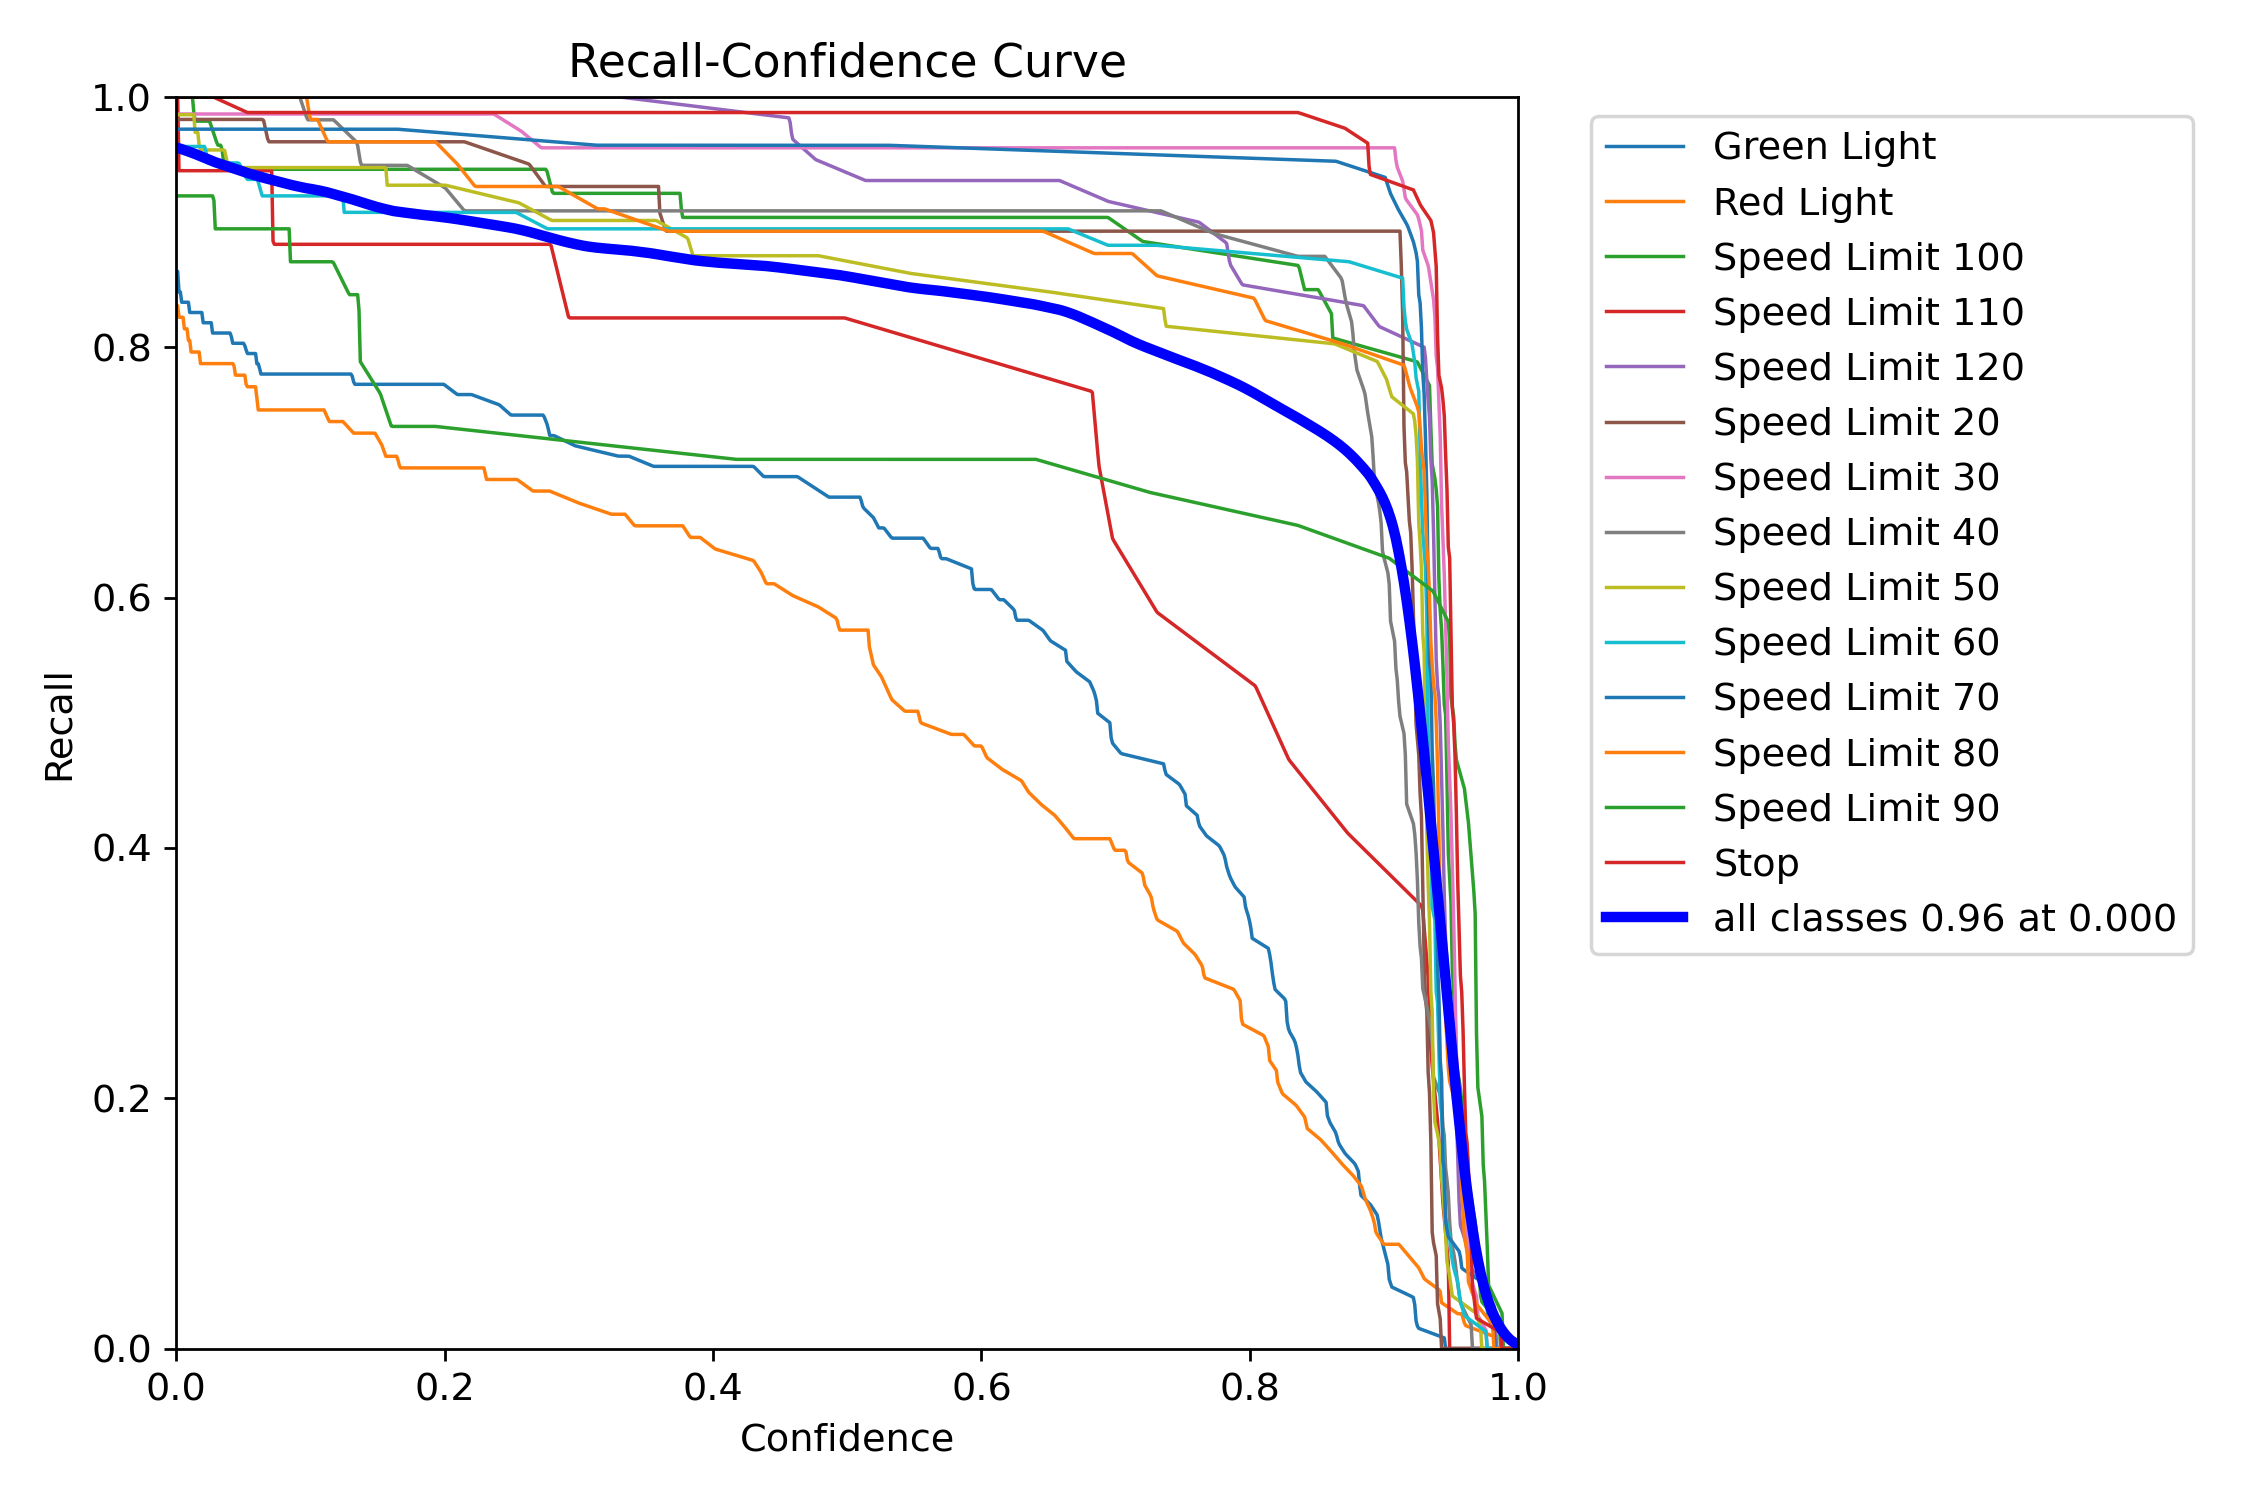 Recall-Confidence Curve
1.0
0.8
0.6
0.4
0.2
0.0
Recall
0.0 0.2 0.4 0.6 0.8 1.0
Confidence
Green Light
Red Light
Speed Limit 100
Speed Limit 110
Speed Limit 120
Speed Limit 20
Speed Limit 30
Speed Limit 40
Speed Limit 50
Speed Limit 60
Speed Limit 70
Speed Limit 80
Speed Limit 90
Stop
all classes 0.96 at 0.000